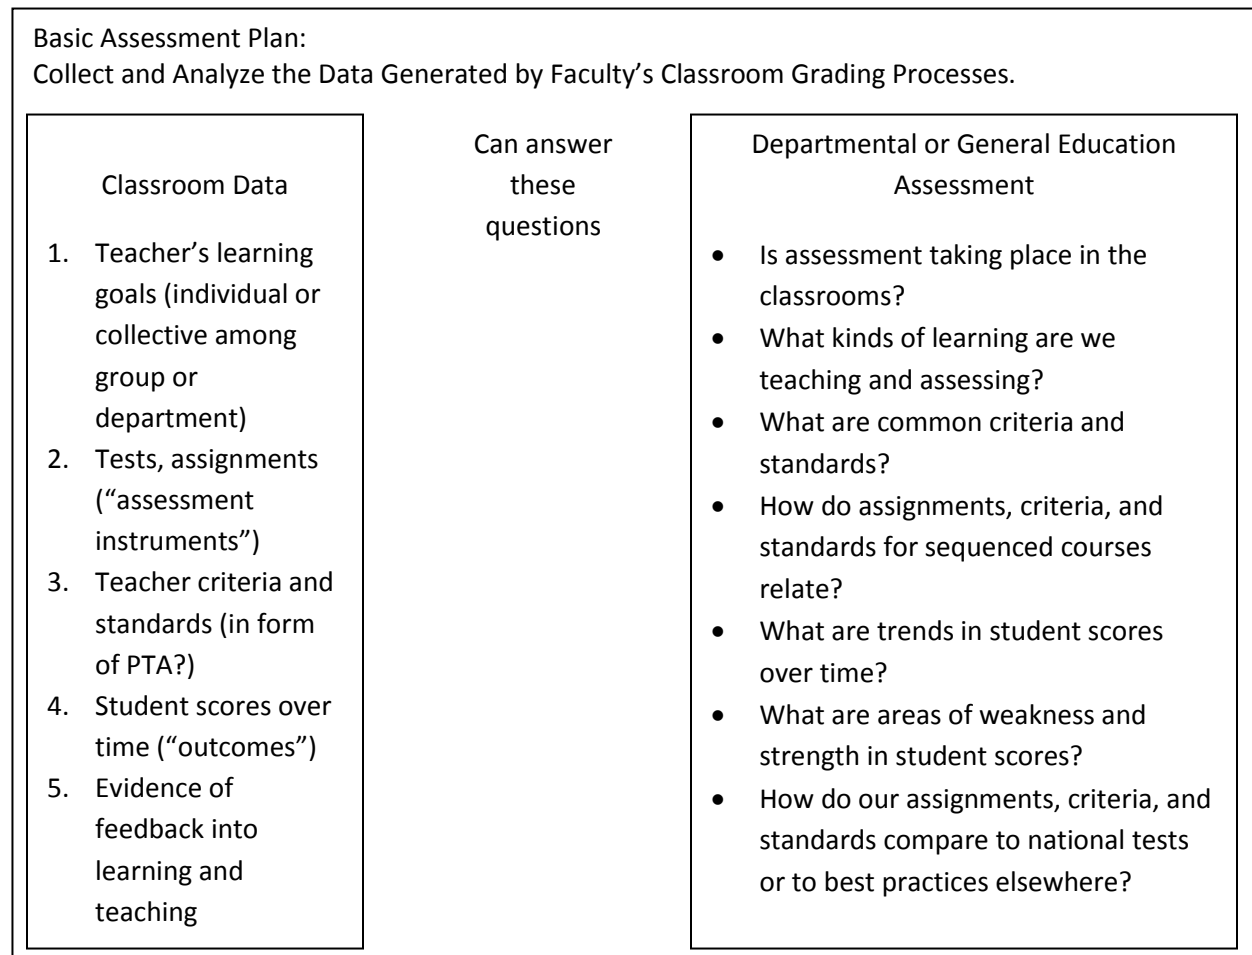 Basic Assessment Plan:
Collect and Analyze the Data Generated by Faculty’s Classroom Grading Processes.
Classroom Data
1. Teacher’s learning
goals (individual or
collective among
group or
department)
2. Tests, assignments
(“assessment
instruments”)
3. Teacher criteria and
standards (in form
of PTA?)
4. Student scores over
time (“outcomes”)
5. Evidence of
feedback into
learning and
teaching
Can answer
these
questions
Departmental or General Education
Assessment
• Is assessment taking place in the
classrooms?
• What kinds of learning are we
teaching and assessing?
• What are common criteria and
standards?
• How do assignments, criteria, and
standards for sequenced courses
relate?
• What are trends in student scores
over time?
• What are areas of weakness and
strength in student scores?
• How do our assignments, criteria, and
standards compare to national tests
or to best practices elsewhere?